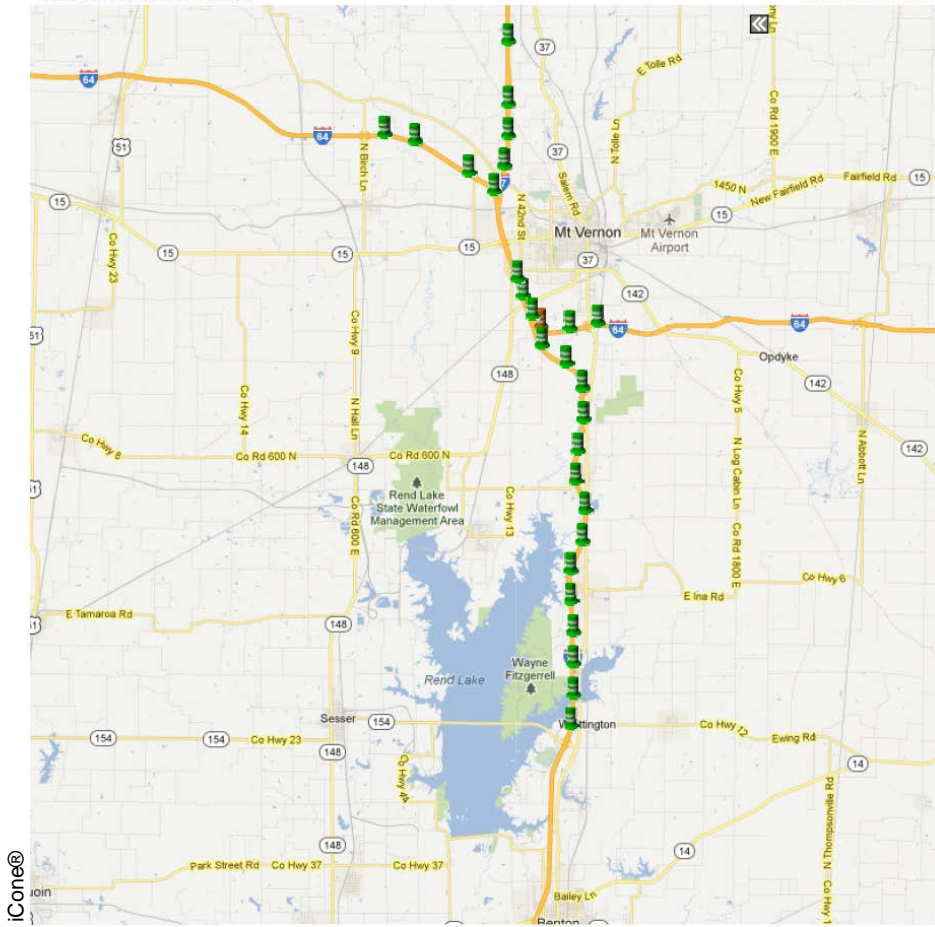 37
E Tolle Rd
Co Rd 1900 E
64
64
51
N Birch Ln
37
N Tolle Ln
Salem Rd
1450 N
New Fairfield Rd
Fairfield Rd
15
15
15
N 42nd St
Mt Vernon
Mt Vernon
Airport
Co Hwy 23
15
15
37
142
64
64
51
Co Hwy 9
Opdyke
148
142
N Hall Ln
Co Hwy 14
Co Hwy 5
N Log Cabin Ln
N Abbott Ln
Co Hwy 8
Co Rd 600 N
Co Rd 600 N
148
142
51
Rend Lake
State Waterfowl
Management Area
Co Hwy 13
Co Rd 600 E
Co Rd 1800 E
Co Hwy 6
E Ina Rd
E Tamaroa Rd
51
148
Wayne
Fitzgerrell
Rend Lake
Sesser
154
Co Hwy 12
154
154
Co Hwy 23
148
Ewing Rd
14
Co Hwy 44
N Thompsonville Rd
148
14
Park Street Rd
Co Hwy 37
Co Hwy 37
Bailey Ln
Co Hwy 1
Benton
iCone®